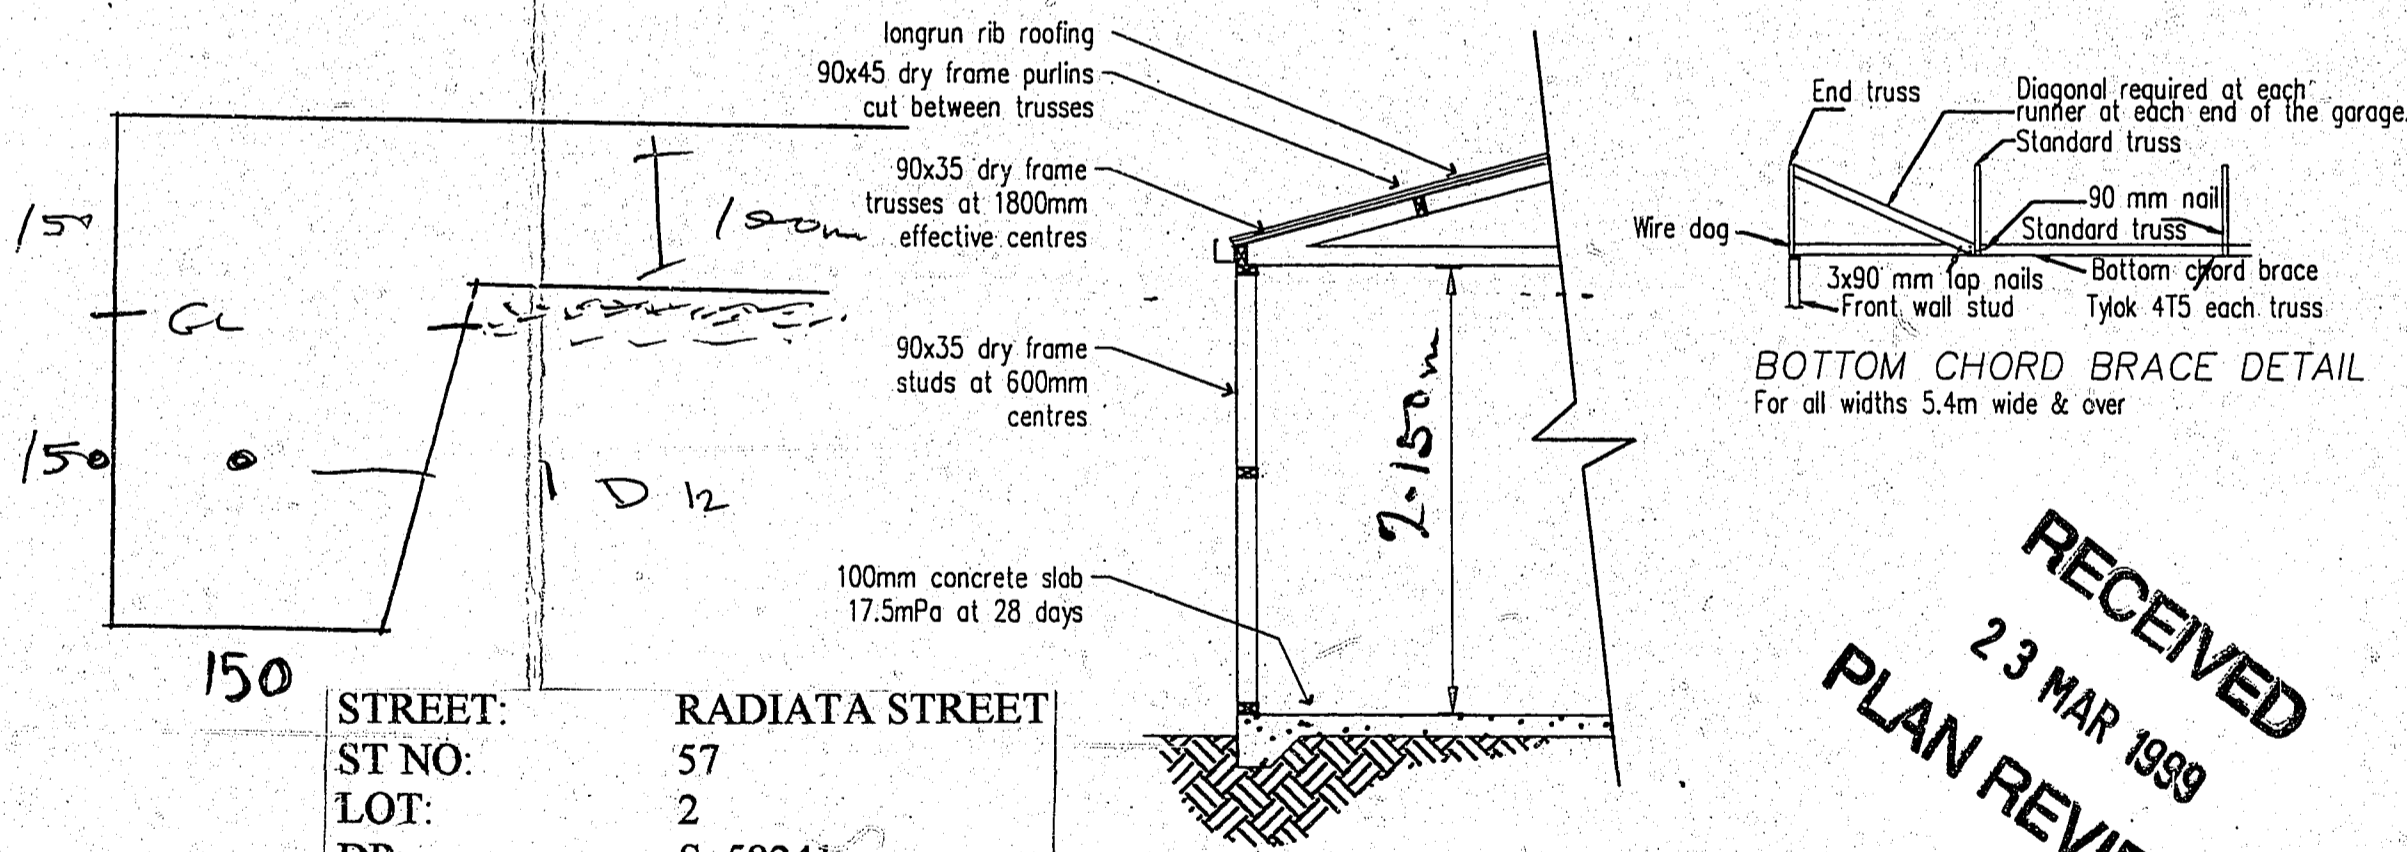 longrun rib roofing
90x45 dry frame purlins
cut between trusses
90x35 dry frame
trusses at 1800mm
effective centres
90x35 dry frame
studs at 600mm
centres
100mm concrete slab
17.5mPa at 28 days
2.150m
150
GL
150
150
D 12
End truss
Diagonal required at each
runner at each end of the garage.
Standard truss
90 mm nail
Standard truss
Wire dog
3x90 mm lap nails
Bottom chord brace
Front wall stud
Tylok 4T5 each truss
BOTTOM CHORD BRACE DETAIL
For all widths 5.4m wide & over
RECEIVED
23 MAR 1999
PLAN
STREET: RADIATA STREET
ST NO: 57
LOT: 2